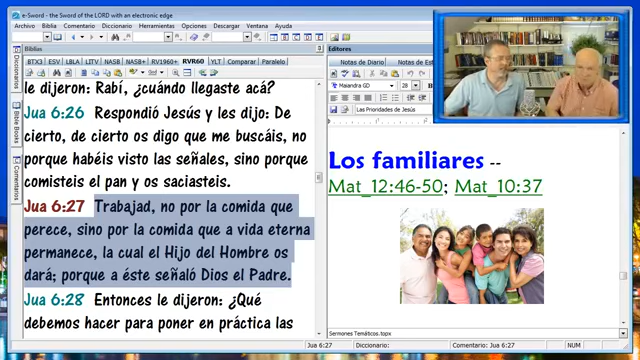 e-Sword - the Sword of the LORD with an electronic edge
Archivo Biblia Comentario Diccionario Herramientas Opciones Descargar Ventana Ayuda
Biblias
BTX3 ESV LBLA LITV NASB NASB+ RV1960+ RVR60 YLT Comparar Paralelo
le dijeron: Rabí, ¿cuándo llegaste acá?
Jua 6:26 Respondió Jesús y les dijo: De
cierto, de cierto os digo que me buscáis, no
porque habéis visto las señales, sino porque
comisteis el pan y os saciasteis.
Jua 6:27 Trabajad, no por la comida que
perece, sino por la comida que a vida eterna
permanece, la cual el Hijo del Hombre os
dará; porque a éste señaló Dios el Padre.
Jua 6:28 Entonces le dijeron: ¿Qué
debemos hacer para poner en práctica las
Diccionarios
Bible Books
Comentarios
Editores
Notas de Diario
Notas de Est
Maiandra GD 28
Las Prioridades de Jesús
Los familiares --
Mat_12:46-50; Mat_10:37
Sermones Temáticos.topx
Jua 6:27 Diccionario: Comentario: Jua 6:27 NUM